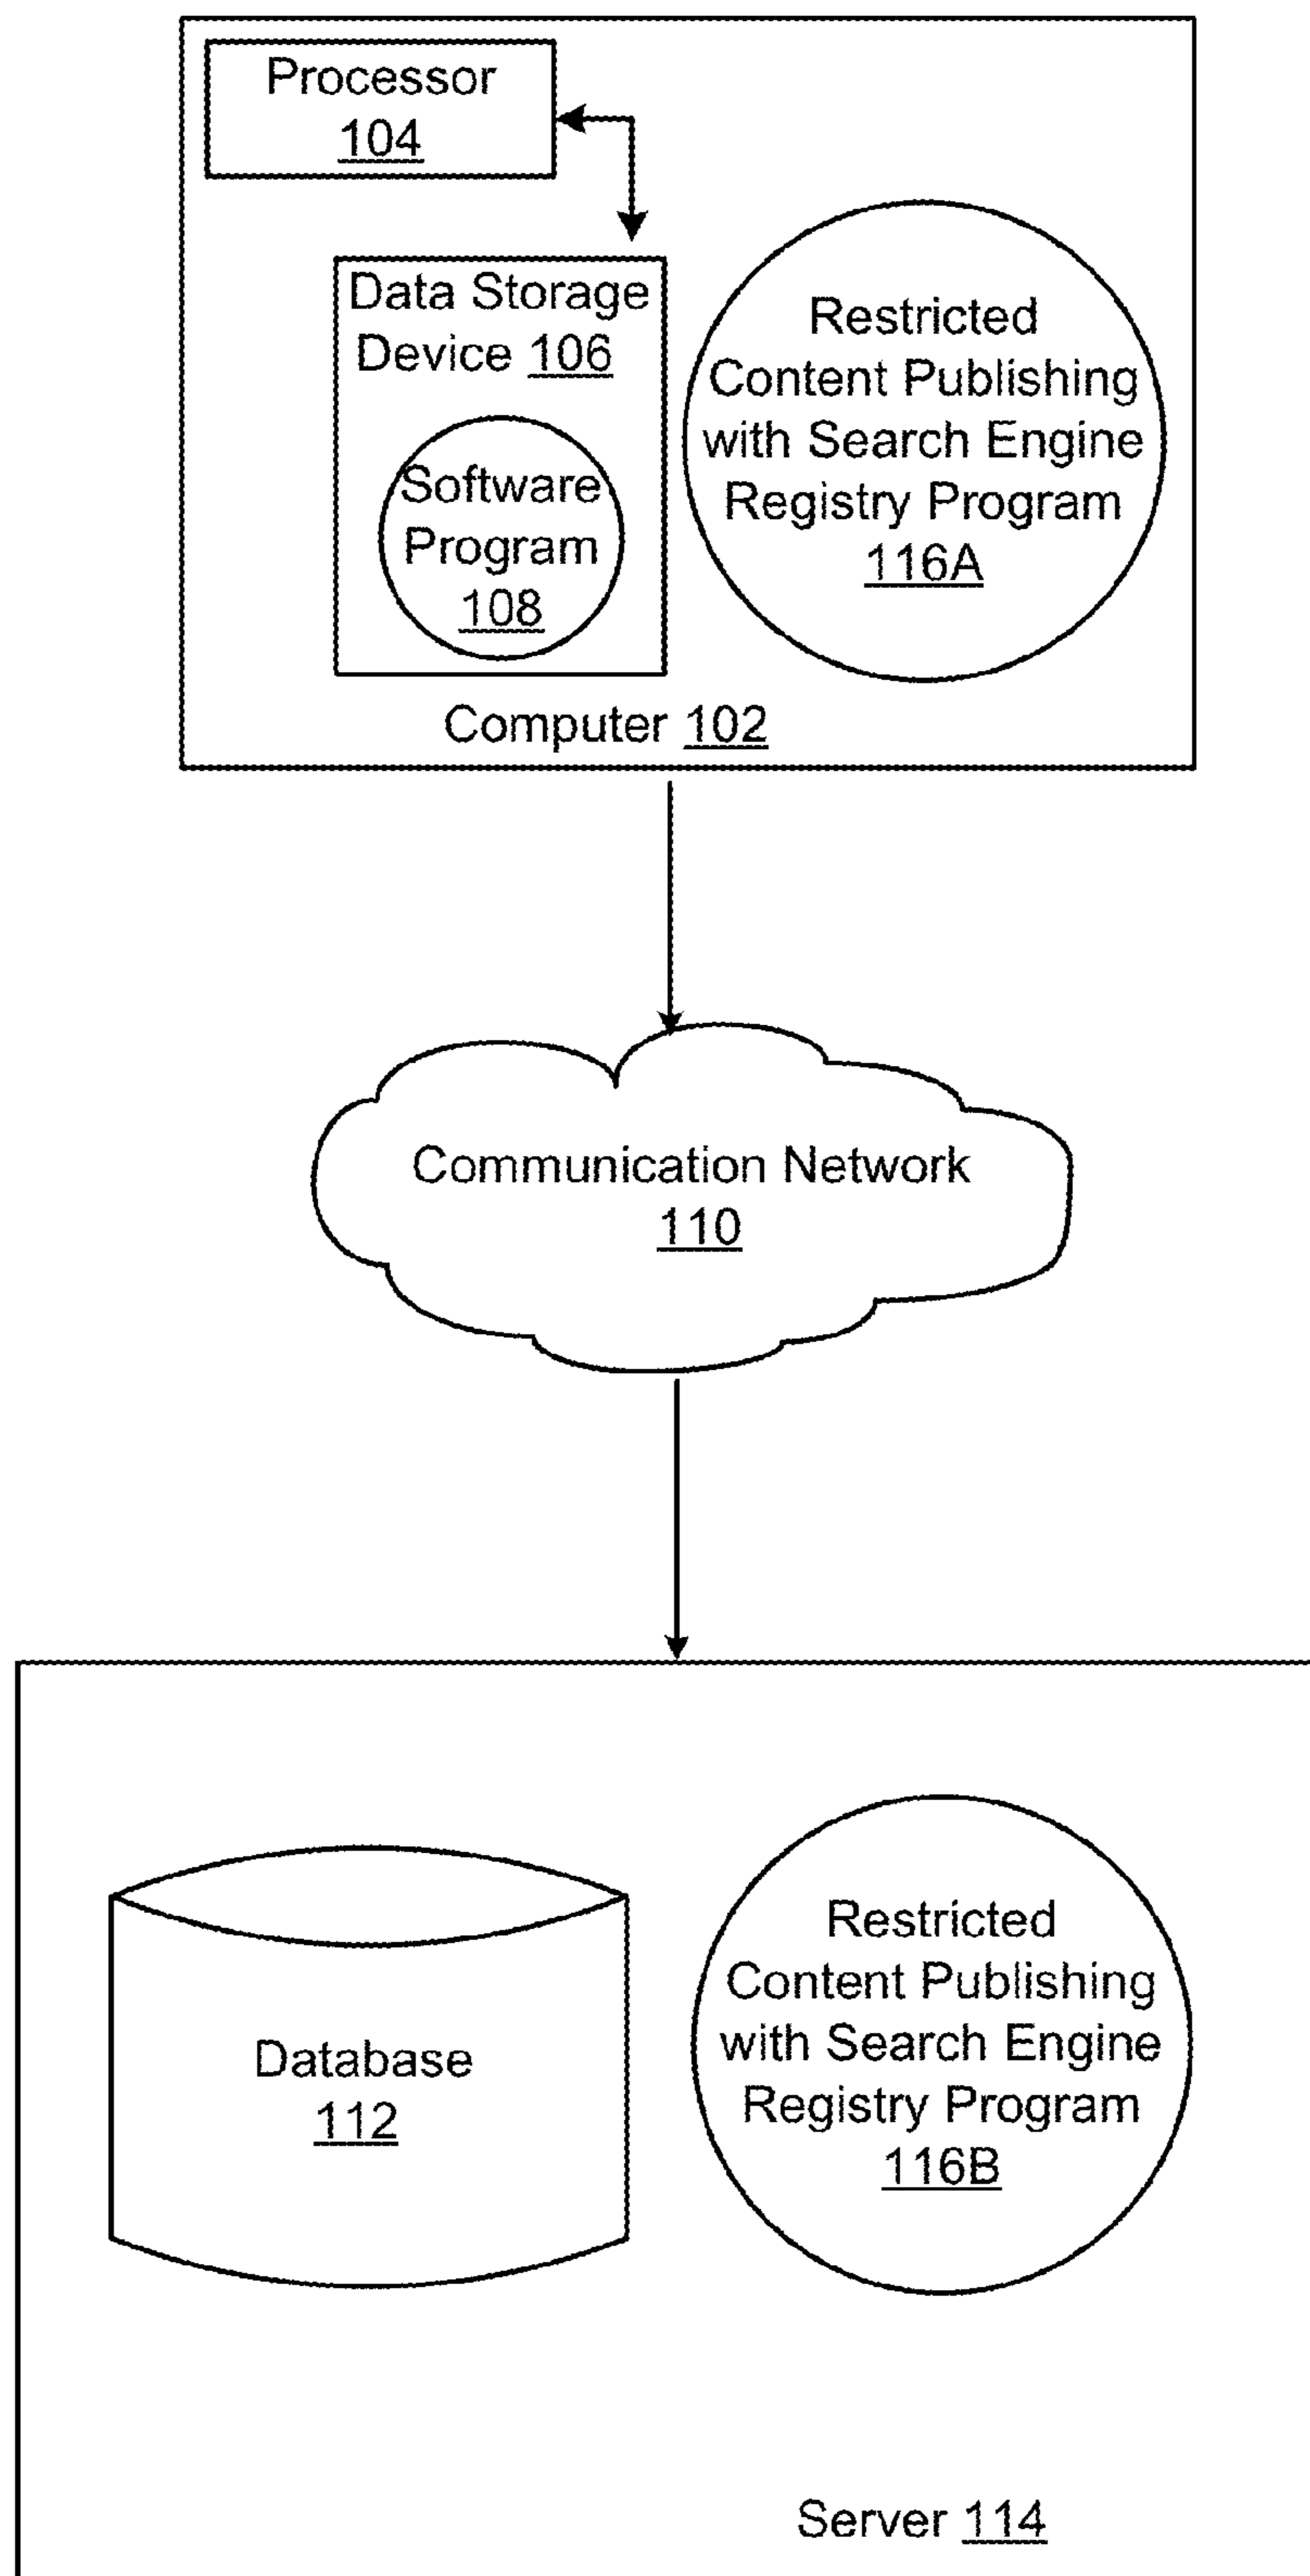 Processor
104
Data Storage
Device 106
Software
Program
108
Restricted
Content Publishing
with Search Engine
Registry Program
116A
Computer 102
Communication Network
110
Database
112
Restricted
Content Publishing
with Search Engine
Registry Program
116B
Server 114